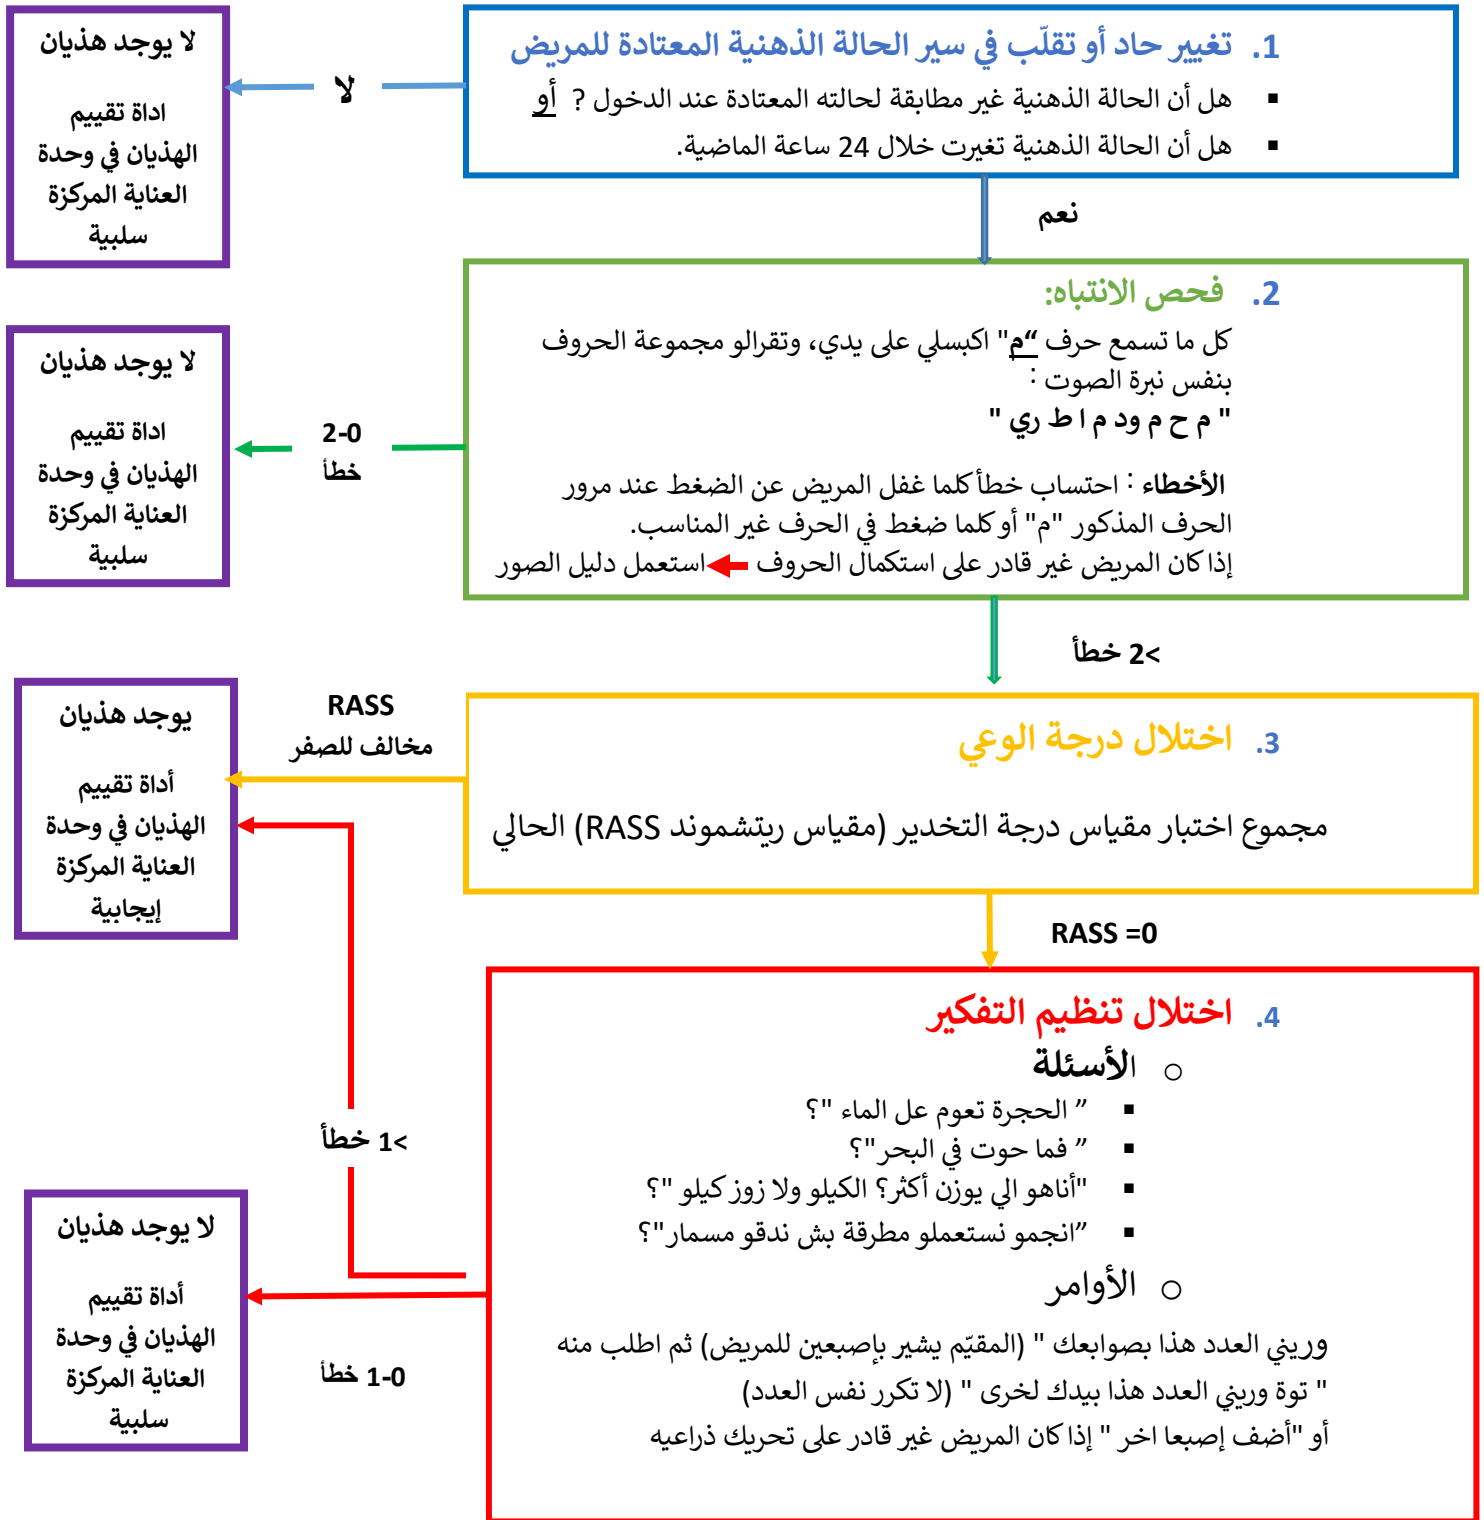 1. تغيير حاد أو تقلّب في سير الحالة الذهنية المعتادة للمريض
▪ هل أن الحالة الذهنية غير مطابقة لحالته المعتادة عند الدخول ? أو
▪ هل أن الحالة الذهنية تغيرت خلال 24 ساعة الماضية.
لا
لا يوجد هذيان
اداة تقييم
الهذيان في وحدة
العناية المركزة
سلبية
نعم
2. فحص الانتباه:
كل ما تسمع حرف “م" اكبسلي على يدي، وتقرالو مجموعة الحروف
بنفس نبرة الصوت :
" م ح م ود م ا ط ري "
الأخطاء : احتساب خطأ كلما غفل المريض عن الضغط عند مرور
الحرف المذكور "م" أو كلما ضغط في الحرف غير المناسب.
إذا كان المريض غير قادر على استكمال الحروف استعمل دليل الصور
2-0
خطأ
لا يوجد هذيان
اداة تقييم
الهذيان في وحدة
العناية المركزة
سلبية
>2 خطأ
3. اختلال درجة الوعي
مجموع اختبار مقياس درجة التخدير (مقياس ريتشموند RASS) الحالي
RASS
مخالف للصفر
يوجد هذيان
أداة تقييم
الهذيان في وحدة
العناية المركزة
إيجابية
RASS =0
4. اختلال تنظيم التفكير
o الأسئلة
▪ ” الحجرة تعوم عل الماء "؟
▪ ” فما حوت في البحر"؟
▪ "أناهو الي يوزن أكثر؟ الكيلو ولا زوز كيلو "؟
▪ ”انجمو نستعملو مطرقة بش ندقو مسمار"؟
o الأوامر
وريني العدد هذا بصوابعك " (المقيّم يشير بإصبعين للمريض) ثم اطلب منه
" توة وريني العدد هذا بيدك لخرى " (لا تكرر نفس العدد)
أو "أضف إصبعا اخر " إذا كان المريض غير قادر على تحريك ذراعيه
>1 خطأ
1-0 خطأ
لا يوجد هذيان
أداة تقييم
الهذيان في وحدة
العناية المركزة
سلبية